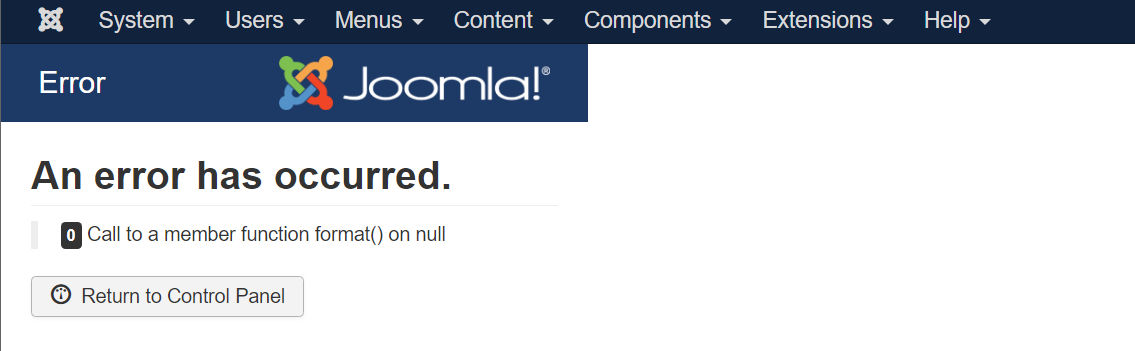 System Users Menus Content Components Extensions Help
Error Joomla!®
An error has occurred.
0 Call to a member function format() on null
Return to Control Panel